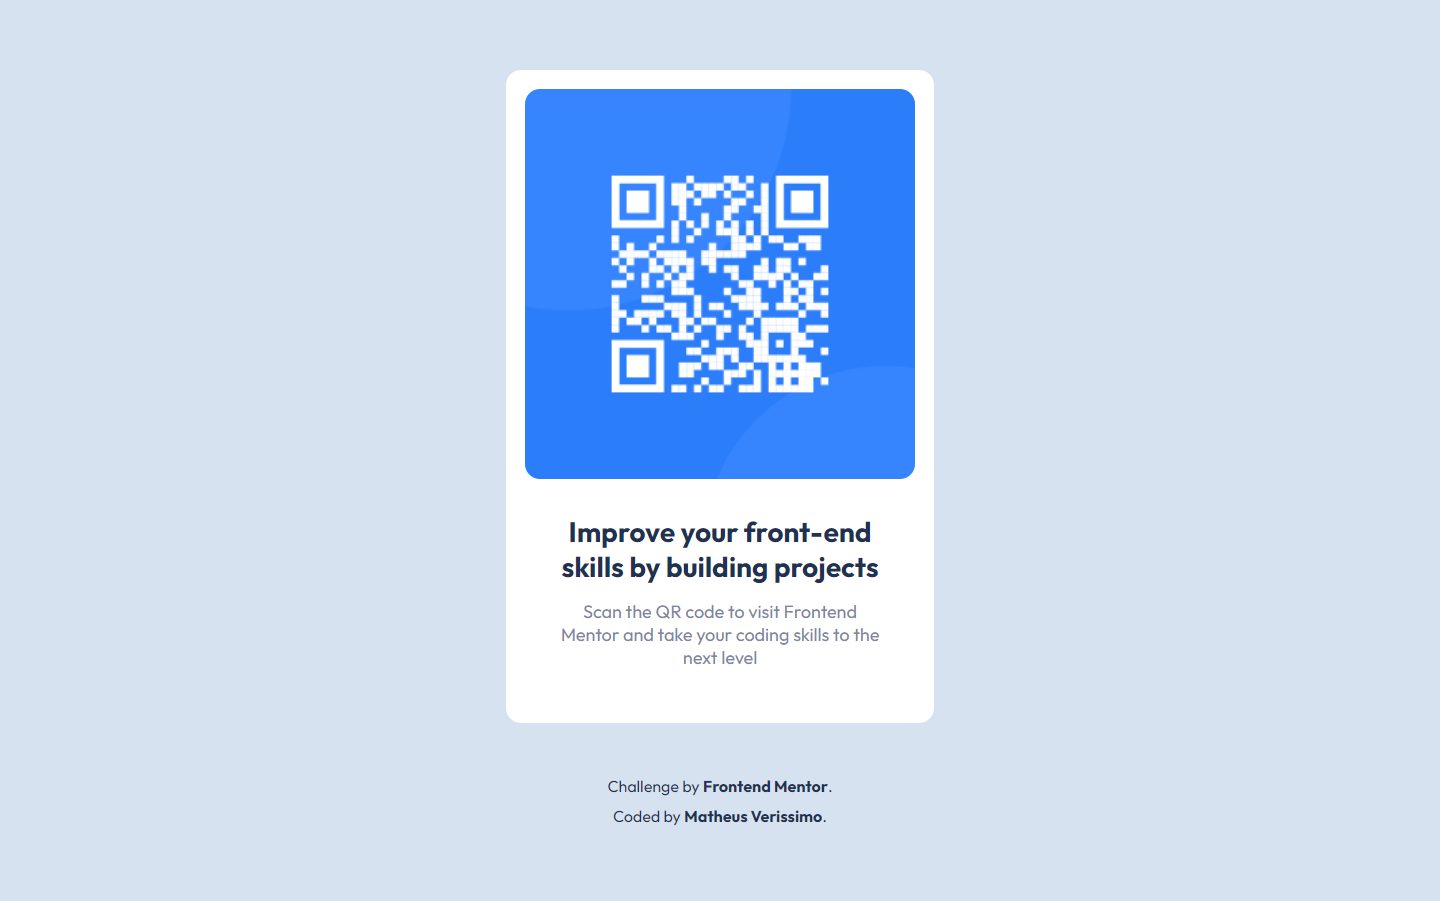 Improve your front-end
skills by building projects
Scan the QR code to visit Frontend
Mentor and take your coding skills to the
next level
Challenge by Frontend Mentor.
Coded by Matheus Verissimo.